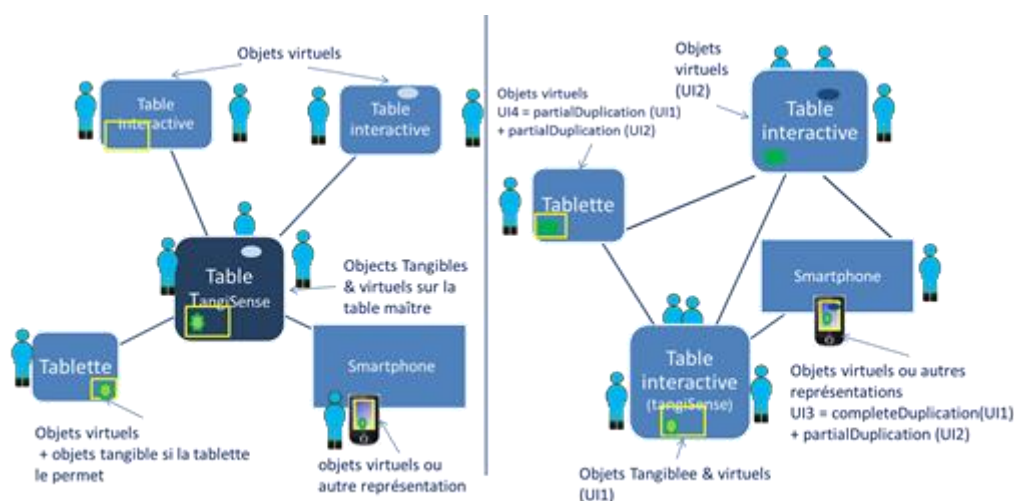 Objets virtuels
Table
interactive
Table
interactive
Table
TangiSense
Objects Tangibles
& virtuels sur la
table maître
Tablette
Smartphone
Objets virtuels
+ objets tangible si la tablette
le permet
objets virtuels ou
autre représentation
Objets
virtuels
(UI2)
Objets virtuels
UI4 = partialDuplication (UI1)
+ partialDuplication (UI2)
Table
interactive
Tablette
Smartphone
Table
interactive
(tangiSense)
Objets virtuels ou autres
représentations
UI3 = completeDuplication(UI1)
+ partialDuplication (UI2)
Objets Tangiblee & virtuels
(UI1)